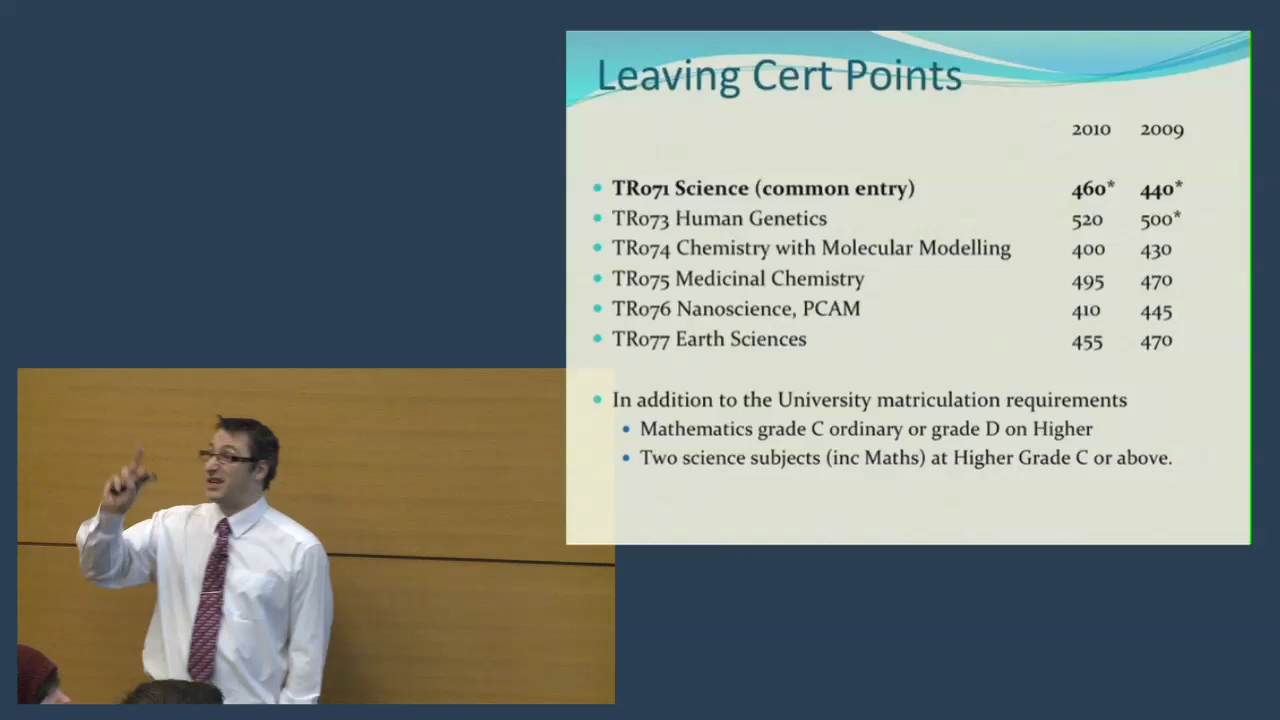 Leaving Cert Points
2010 2009
TR071 Science (common entry) 460* 440*
TR073 Human Genetics 520 500*
TR074 Chemistry with Molecular Modelling 400 430
TR075 Medicinal Chemistry 495 470
TR076 Nanoscience, PCAM 410 445
TR077 Earth Sciences 455 470
In addition to the University matriculation requirements
Mathematics grade C ordinary or grade D on Higher
Two science subjects (inc Maths) at Higher Grade C or above.